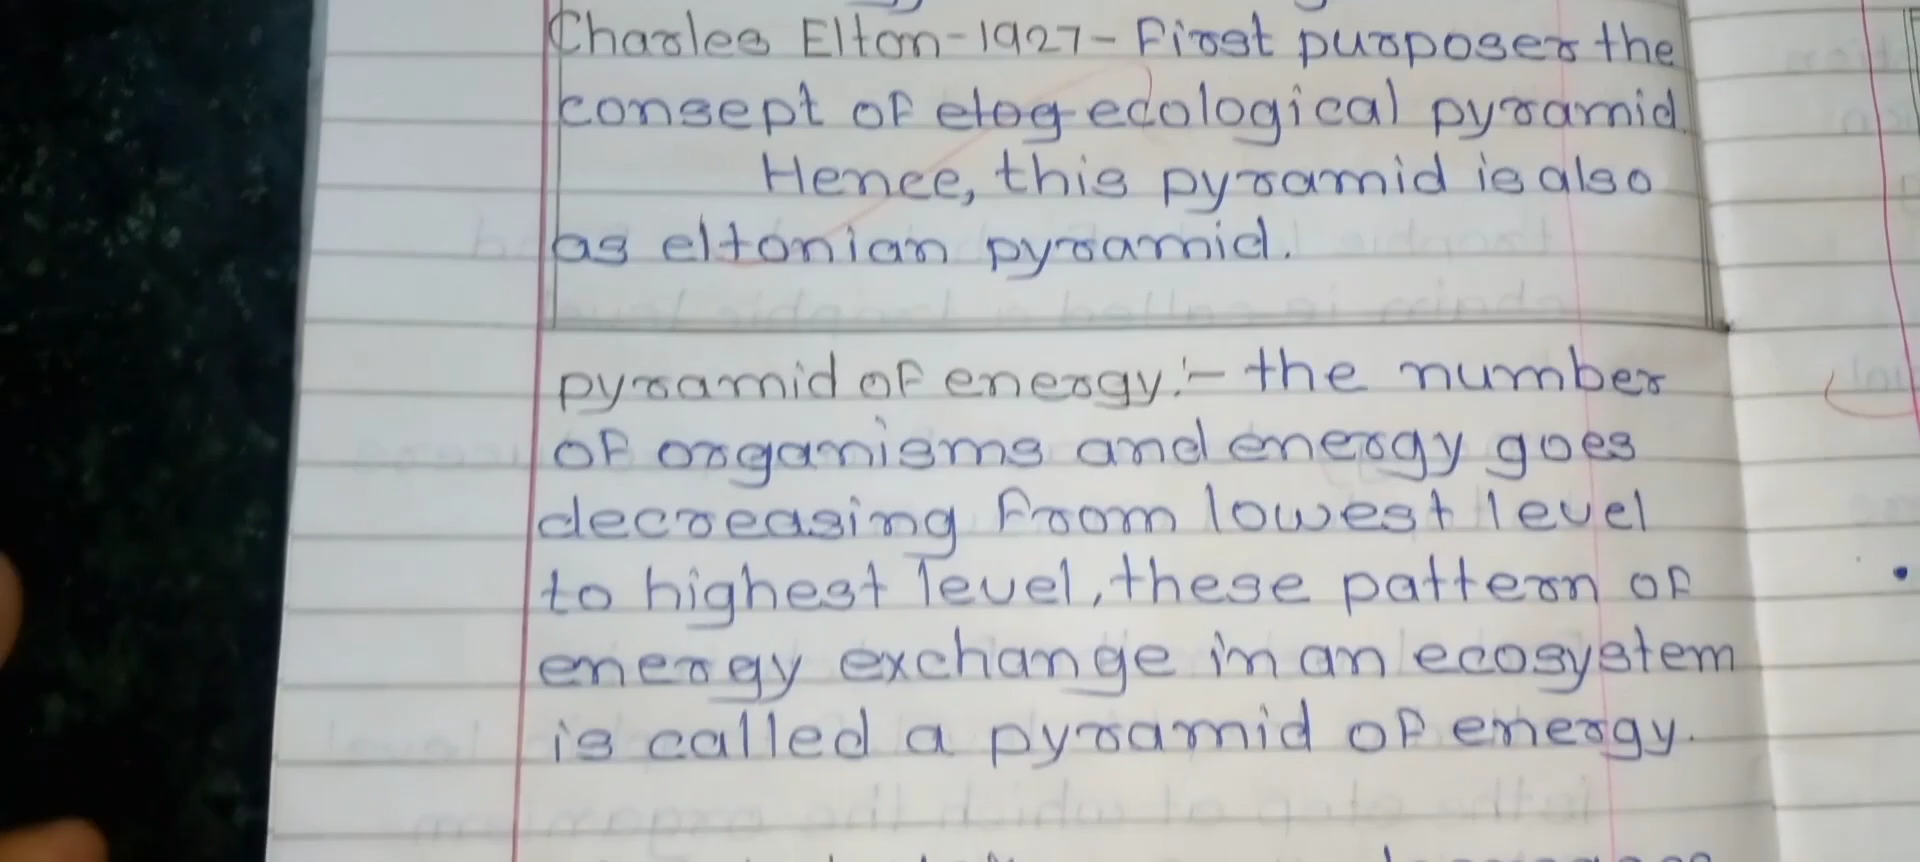 Charles Elton-1927- First purposer the
consept of elog ecological pyramid.
Hence, this pyramid is also
as eltonian pyramid.
pyramid of energy:- the number
of organisms and energy goes
decreasing from lowest level
to highest level, these pattern of
energy exchange in an ecosystem
is called a pyramid of energy.